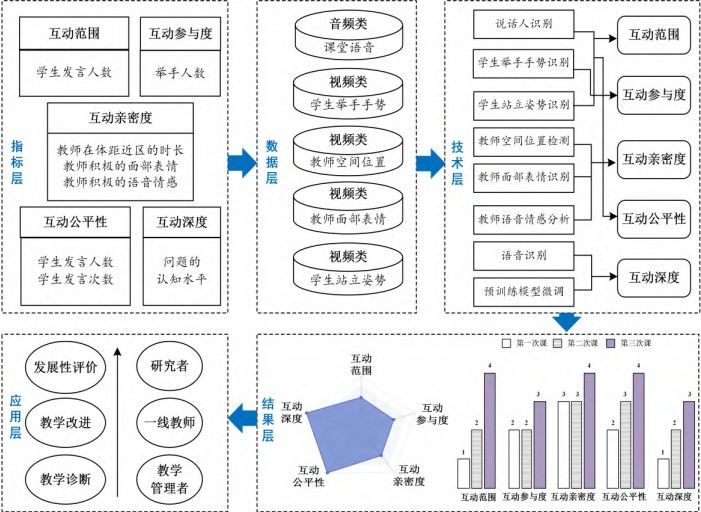 互动范围
学生发言人数
互动参与度
举手人数
互动亲密度
教师在体距近区的时长
教师积极的面部表情
教师积极的语音情感
互动公平性
学生发言人数
学生发言次数
互动深度
问题的
认知水平
指标层
音频类
课堂语音
视频类
学生举手手势
视频类
教师空间位置
视频类
教师面部表情
视频类
学生站立姿势
数据层
说话人识别
学生举手手势识别
学生站立姿势识别
教师空间位置检测
教师面部表情识别
教师语音情感分析
语音识别
预训练模型微调
技术层
互动范围
互动参与度
互动亲密度
互动公平性
互动深度
应用层
发展性评价
教学改进
教学诊断
研究者
一线教师
教学
管理者
结果层
互动
范围
互动
参与度
互动
亲密度
互动
公平性
互动
深度
第一次课 第二次课 第三次课
1 2 4
2 2 3
3 3 4
2 3 4
1 2 3
互动范围 互动参与度 互动亲密度 互动公平性 互动深度